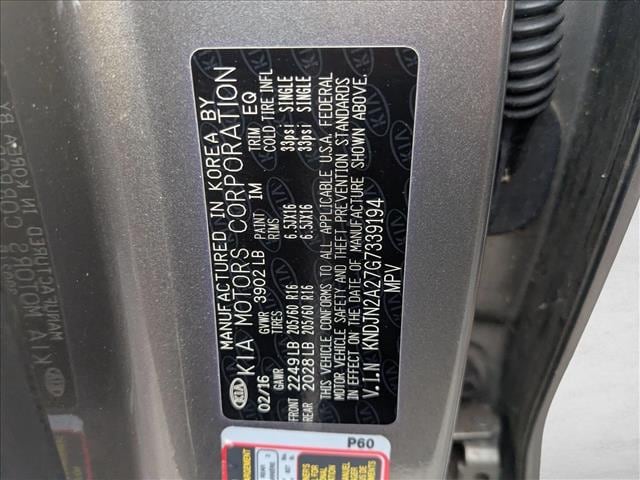 MANUFACTURED IN KOREA BY
KIA KIA MOTORS CORPORATION
02/16 GVWR 3902 LB PAINT IM TRIM EQ
GAWR TIRES RIMS COLD TIRE INFL
FRONT 2249LB 205/60 R16 6.5JX16 33psi SINGLE
REAR 2028LB 205/60 R16 6.5JX16 33psi SINGLE
THIS VEHICLE CONFORMS TO ALL APPLICABLE U.S.A. FEDERAL
MOTOR VEHICLE SAFETY AND THEFT PREVENTION STANDARDS
IN EFFECT ON THE DATE OF MANUFACTURE SHOWN ABOVE.
V.I.N KNDJN2A27G7339194
MPV
P60